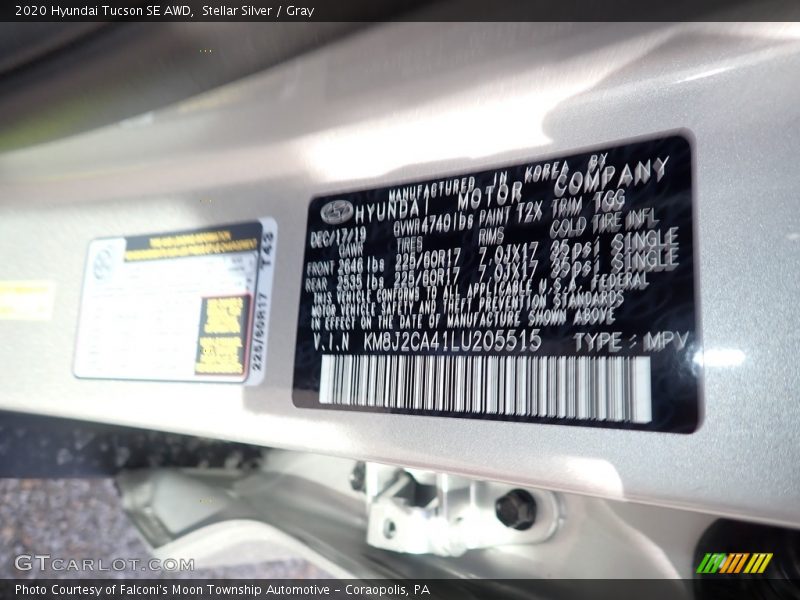 2020 Hyundai Tucson SE AWD, Stellar Silver / Gray
MANUFACTURED IN KOREA BY
HYUNDAI MOTOR COMPANY
DEC/17/19 GVWR4740lbs PAINT 12X TRIM TGG
GAWR TIRES RIMS COLD TIRE INFL
FRONT 2646 lbs 225/60R17 7.0JX17 35psi SINGLE
REAR 2535 lbs 225/60R17 7.0JX17 35psi SINGLE
THIS VEHICLE CONFORMS TO ALL APPLICABLE U.S.A. FEDERAL
MOTOR VEHICLE SAFETY AND THEFT PREVENTION STANDARDS
IN EFFECT ON THE DATE OF MANUFACTURE SHOWN ABOVE
V.I.N KM8J2CA41LU205515 TYPE : MPV
225/60R17 T43
GTCARLOT.COM
Photo Courtesy of Falconi's Moon Township Automotive – Coraopolis, PA